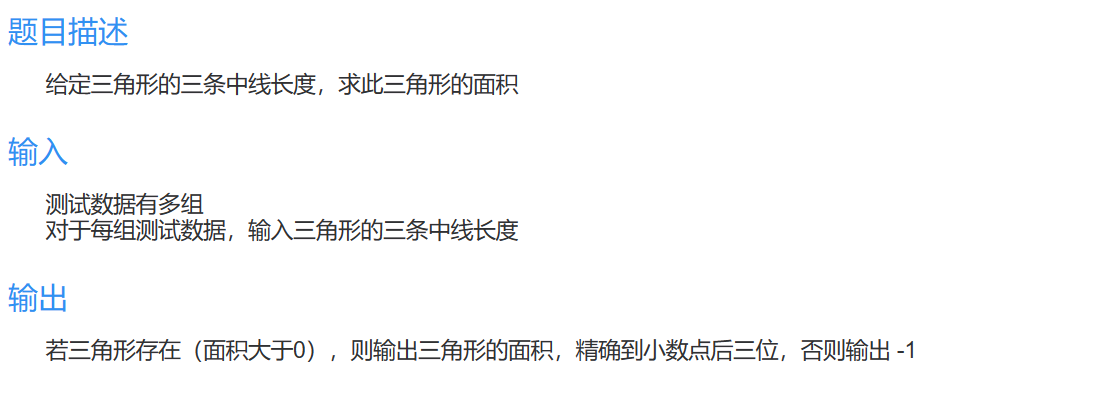 题目描述
给定三角形的三条中线长度，求此三角形的面积
输入
测试数据有多组
对于每组测试数据，输入三角形的三条中线长度
输出
若三角形存在（面积大于0），则输出三角形的面积，精确到小数点后三位，否则输出 -1